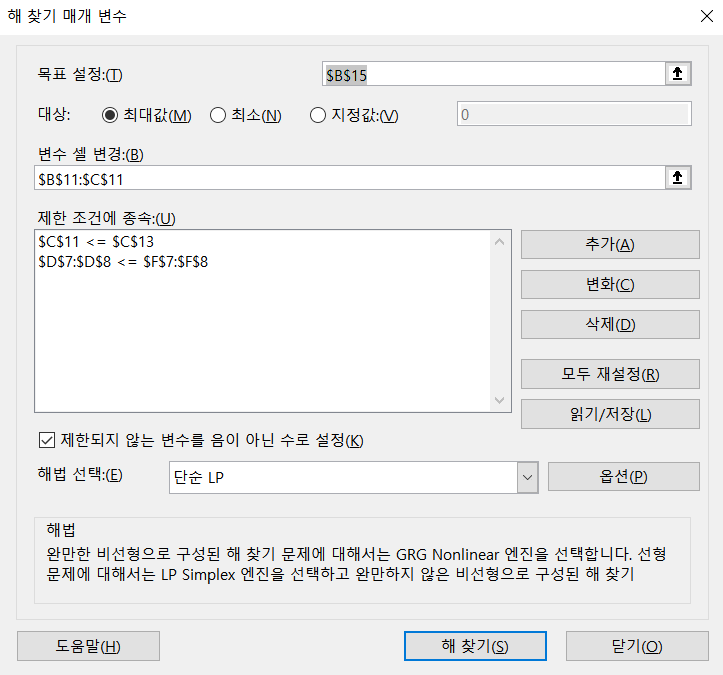 해 찾기 매개 변수
목표 설정:(T)
$B$15
대상:
최대값(M)
최소(N)
지정값:(V)
0
변수 셀 변경:(B)
$B$11:$C$11
제한 조건에 종속:(U)
$C$11 <= $C$13
$D$7:$D$8 <= $F$7:$F$8
추가(A)
변화(C)
삭제(D)
모두 재설정(R)
읽기/저장(L)
제한되지 않는 변수를 음이 아닌 수로 설정(K)
해법 선택:(E)
단순 LP
옵션(P)
해법
완만한 비선형으로 구성된 해 찾기 문제에 대해서는 GRG Nonlinear 엔진을 선택합니다. 선형
문제에 대해서는 LP Simplex 엔진을 선택하고 완만하지 않은 비선형으로 구성된 해 찾기
도움말(H)
해 찾기(S)
닫기(O)